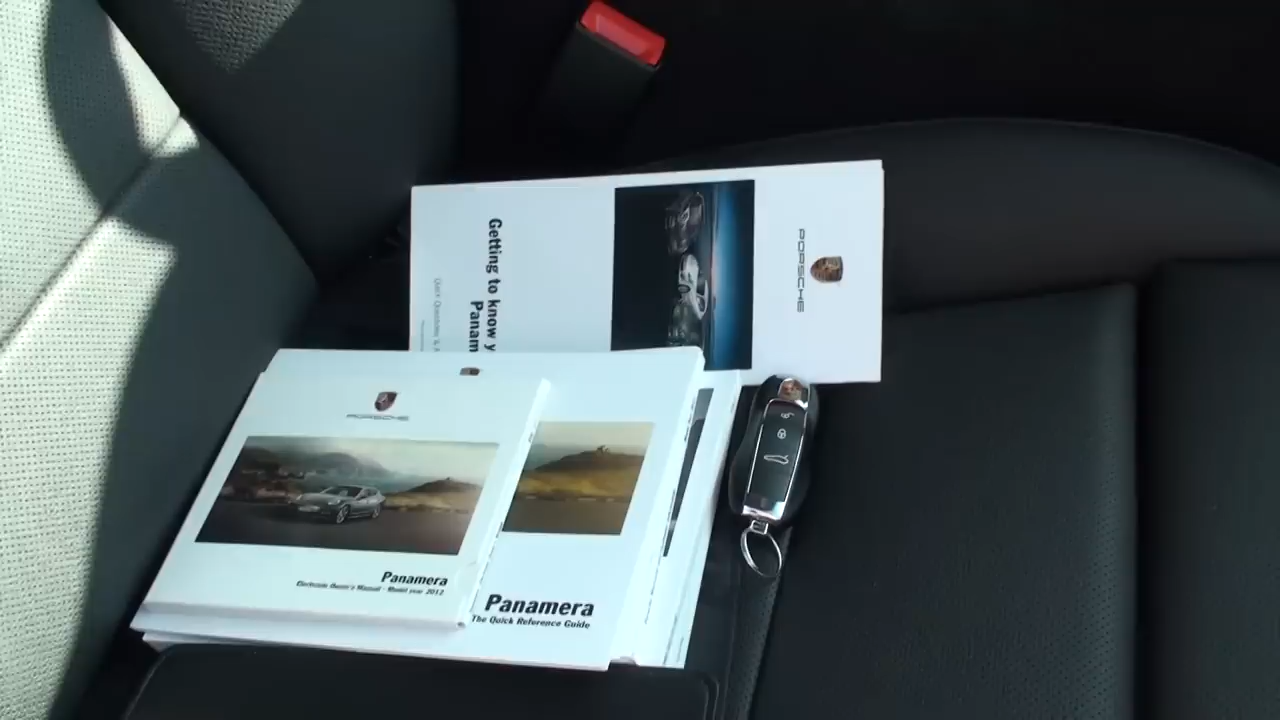 PORSCHE
Getting to know y
Panam
PORSCHE
Panamera
Electronic Owner's Manual - Model year 2012
Panamera
The Quick Reference Guide